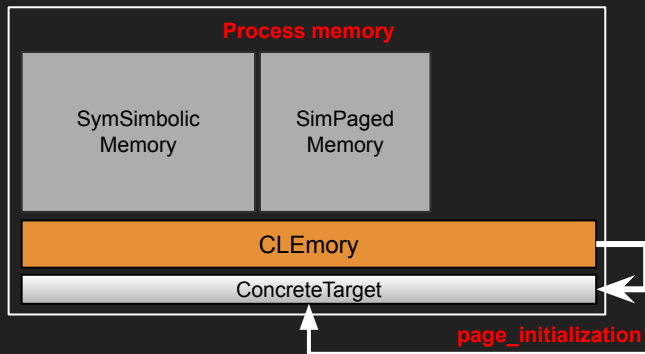 Process memory
SymSimbolic
Memory
SimPaged
Memory
CLEmory
ConcreteTarget
page_initialization